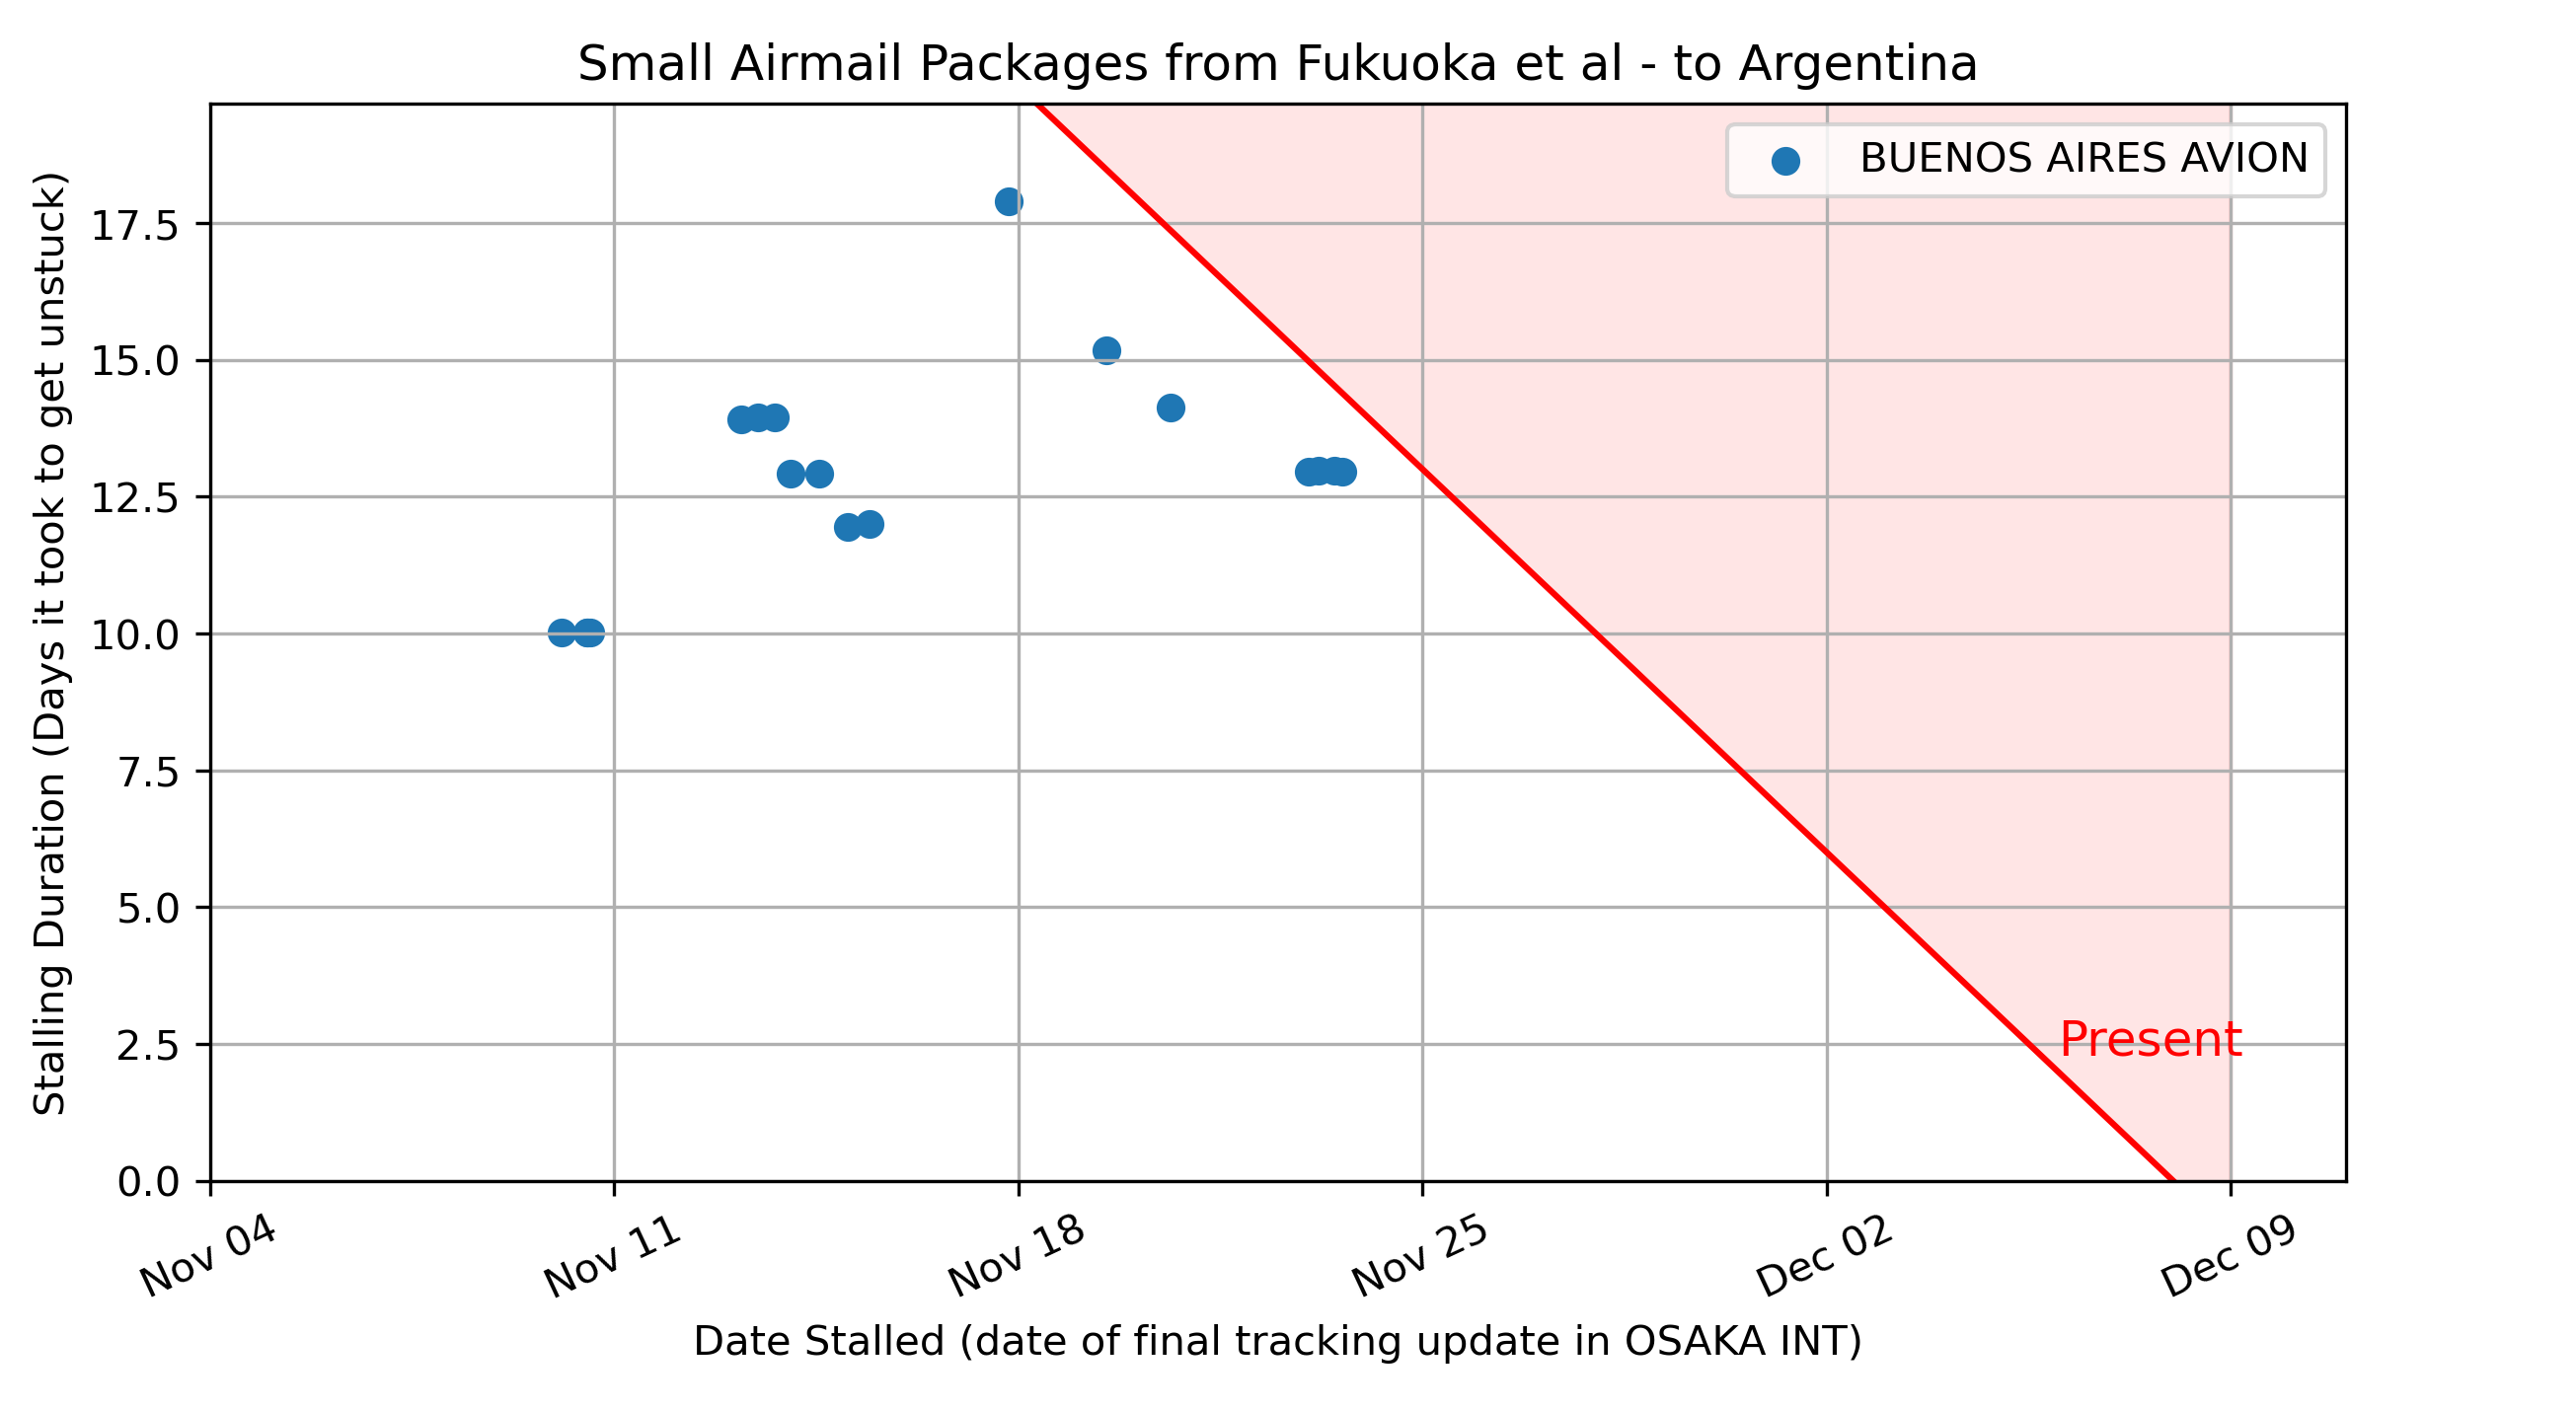 Small Airmail Packages from Fukuoka et al - to Argentina
BUENOS AIRES AVION
Stalling Duration (Days it took to get unstuck)
17.5
15.0
12.5
10.0
7.5
5.0
2.5
0.0
Present
Nov 04
Nov 11
Nov 18
Nov 25
Dec 02
Dec 09
Date Stalled (date of final tracking update in OSAKA INT)